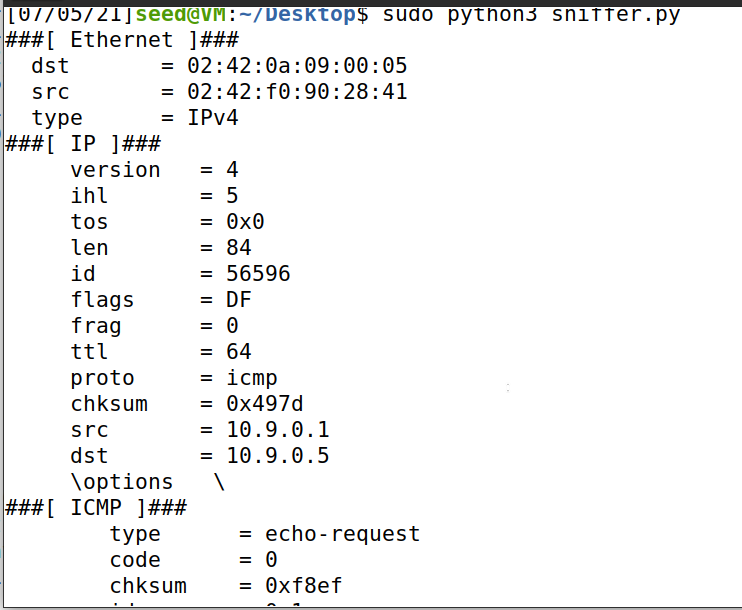 [07/05/21]seed@VM:~/Desktop$ sudo python3 sniffer.py
###[ Ethernet ]###
  dst       = 02:42:0a:09:00:05
  src       = 02:42:f0:90:28:41
  type      = IPv4
###[ IP ]###
     version   = 4
     ihl       = 5
     tos       = 0x0
     len       = 84
     id        = 56596
     flags     = DF
     frag      = 0
     ttl       = 64
     proto     = icmp
     chksum    = 0x497d
     src       = 10.9.0.1
     dst       = 10.9.0.5
     \options   \
###[ ICMP ]###
        type      = echo-request
        code      = 0
        chksum    = 0xf8ef